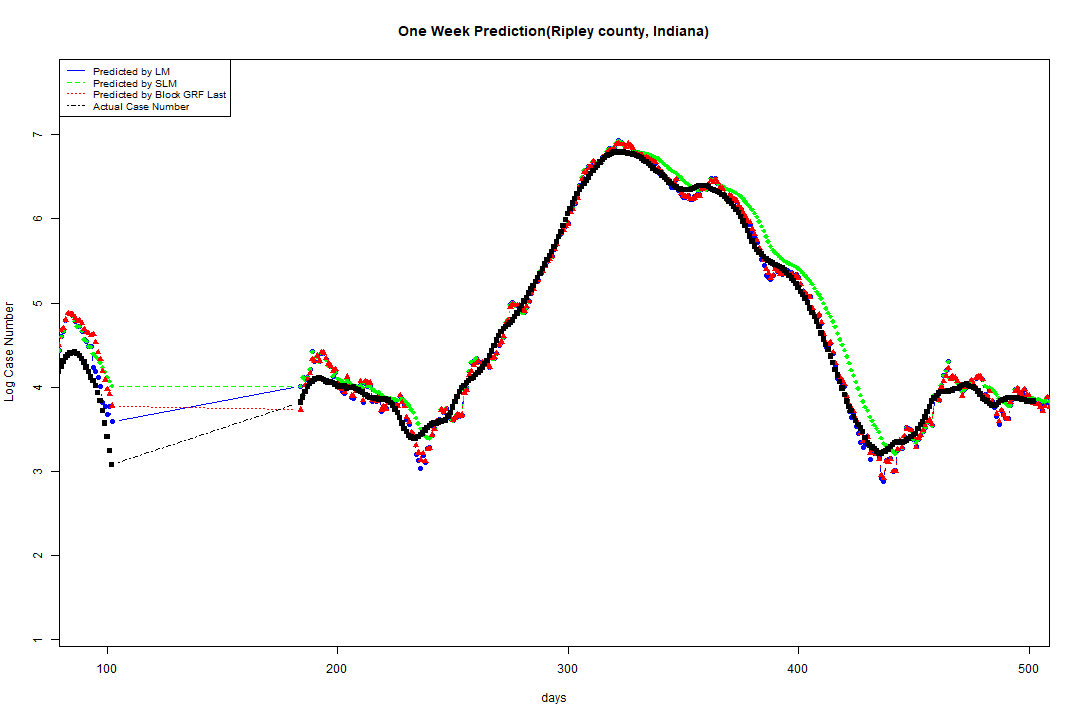 One Week Prediction(Ripley county, Indiana)
Predicted by LM
Predicted by SLM
Predicted by Block GRF Last
Actual Case Number
7
6
5
4
3
2
1
Log Case Number
100 200 300 400 500
days